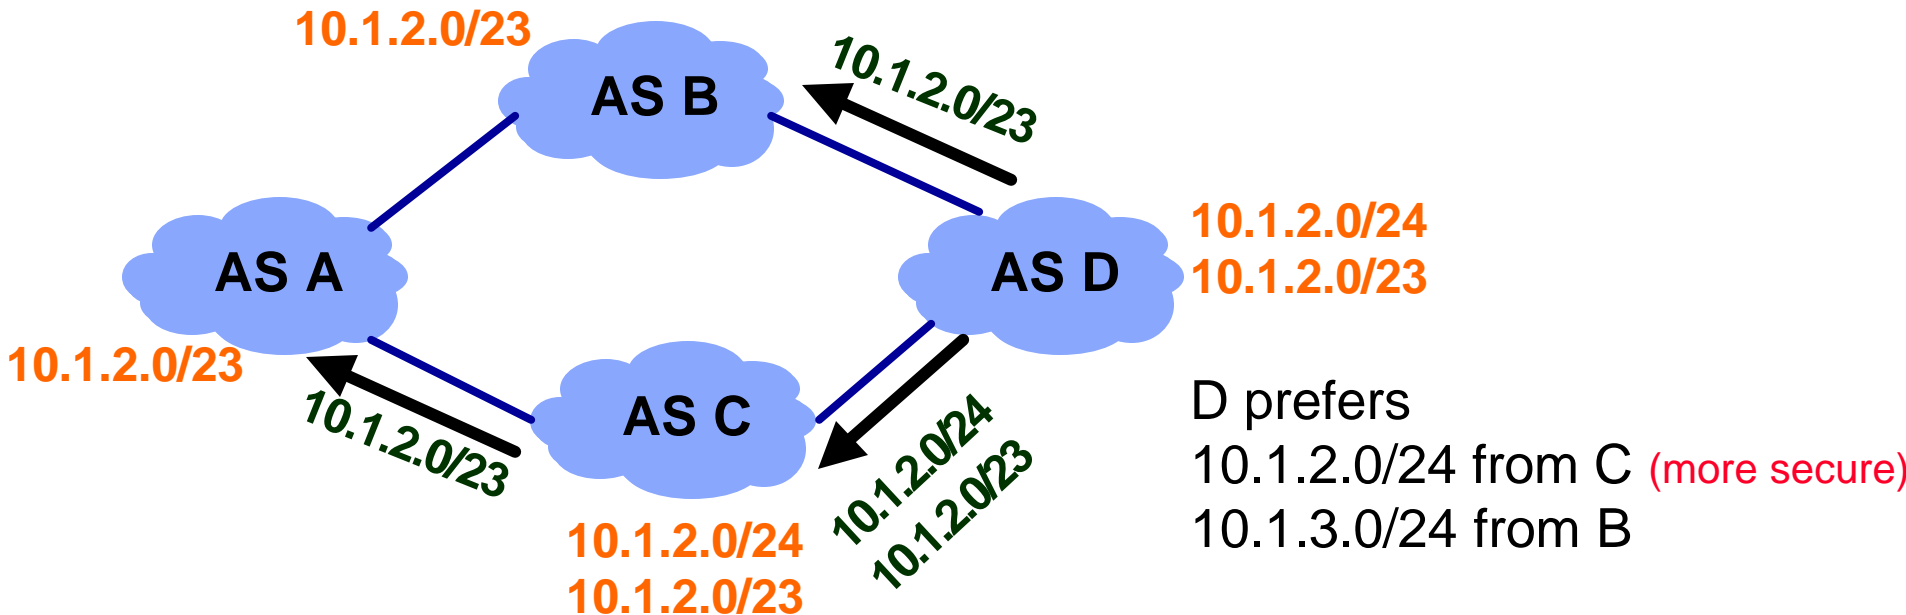 10.1.2.0/23
AS B
10.1.2.0/23
AS A
AS D
10.1.2.0/24
10.1.2.0/23
10.1.2.0/23
10.1.2.0/23
AS C
10.1.2.0/24
10.1.2.0/23
10.1.2.0/24
10.1.2.0/23
D prefers
10.1.2.0/24 from C (more secure)
10.1.3.0/24 from B